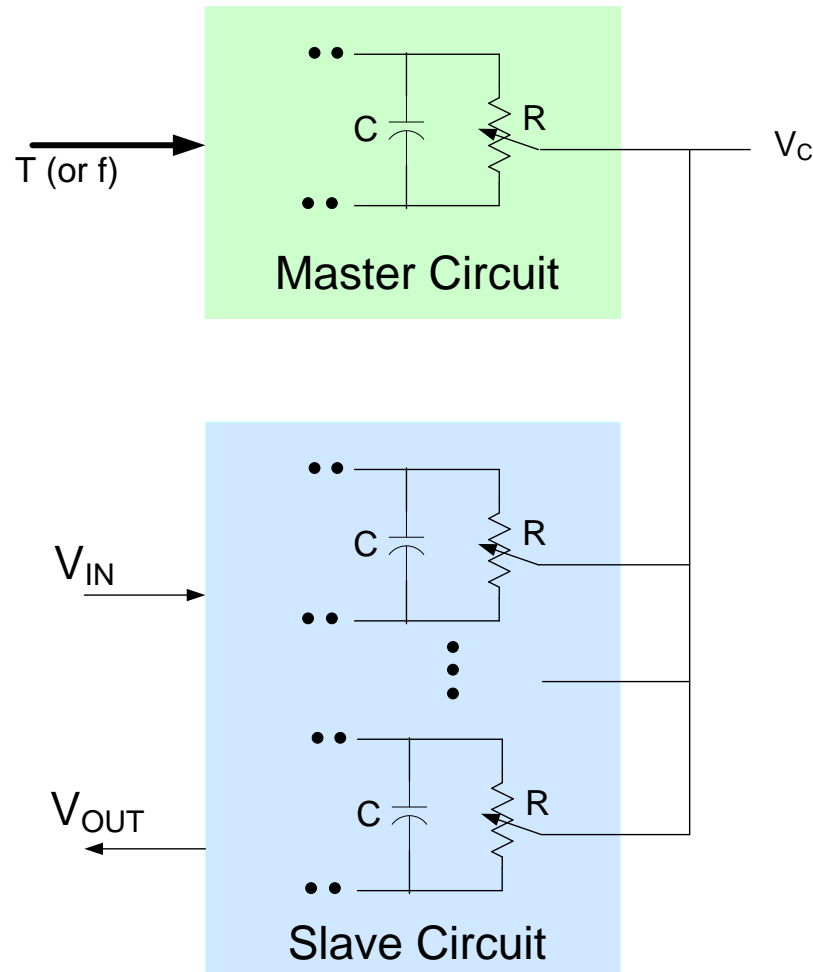 C
R
T (or f)
V_C
Master Circuit
C
R
V_IN
C
R
V_OUT
Slave Circuit